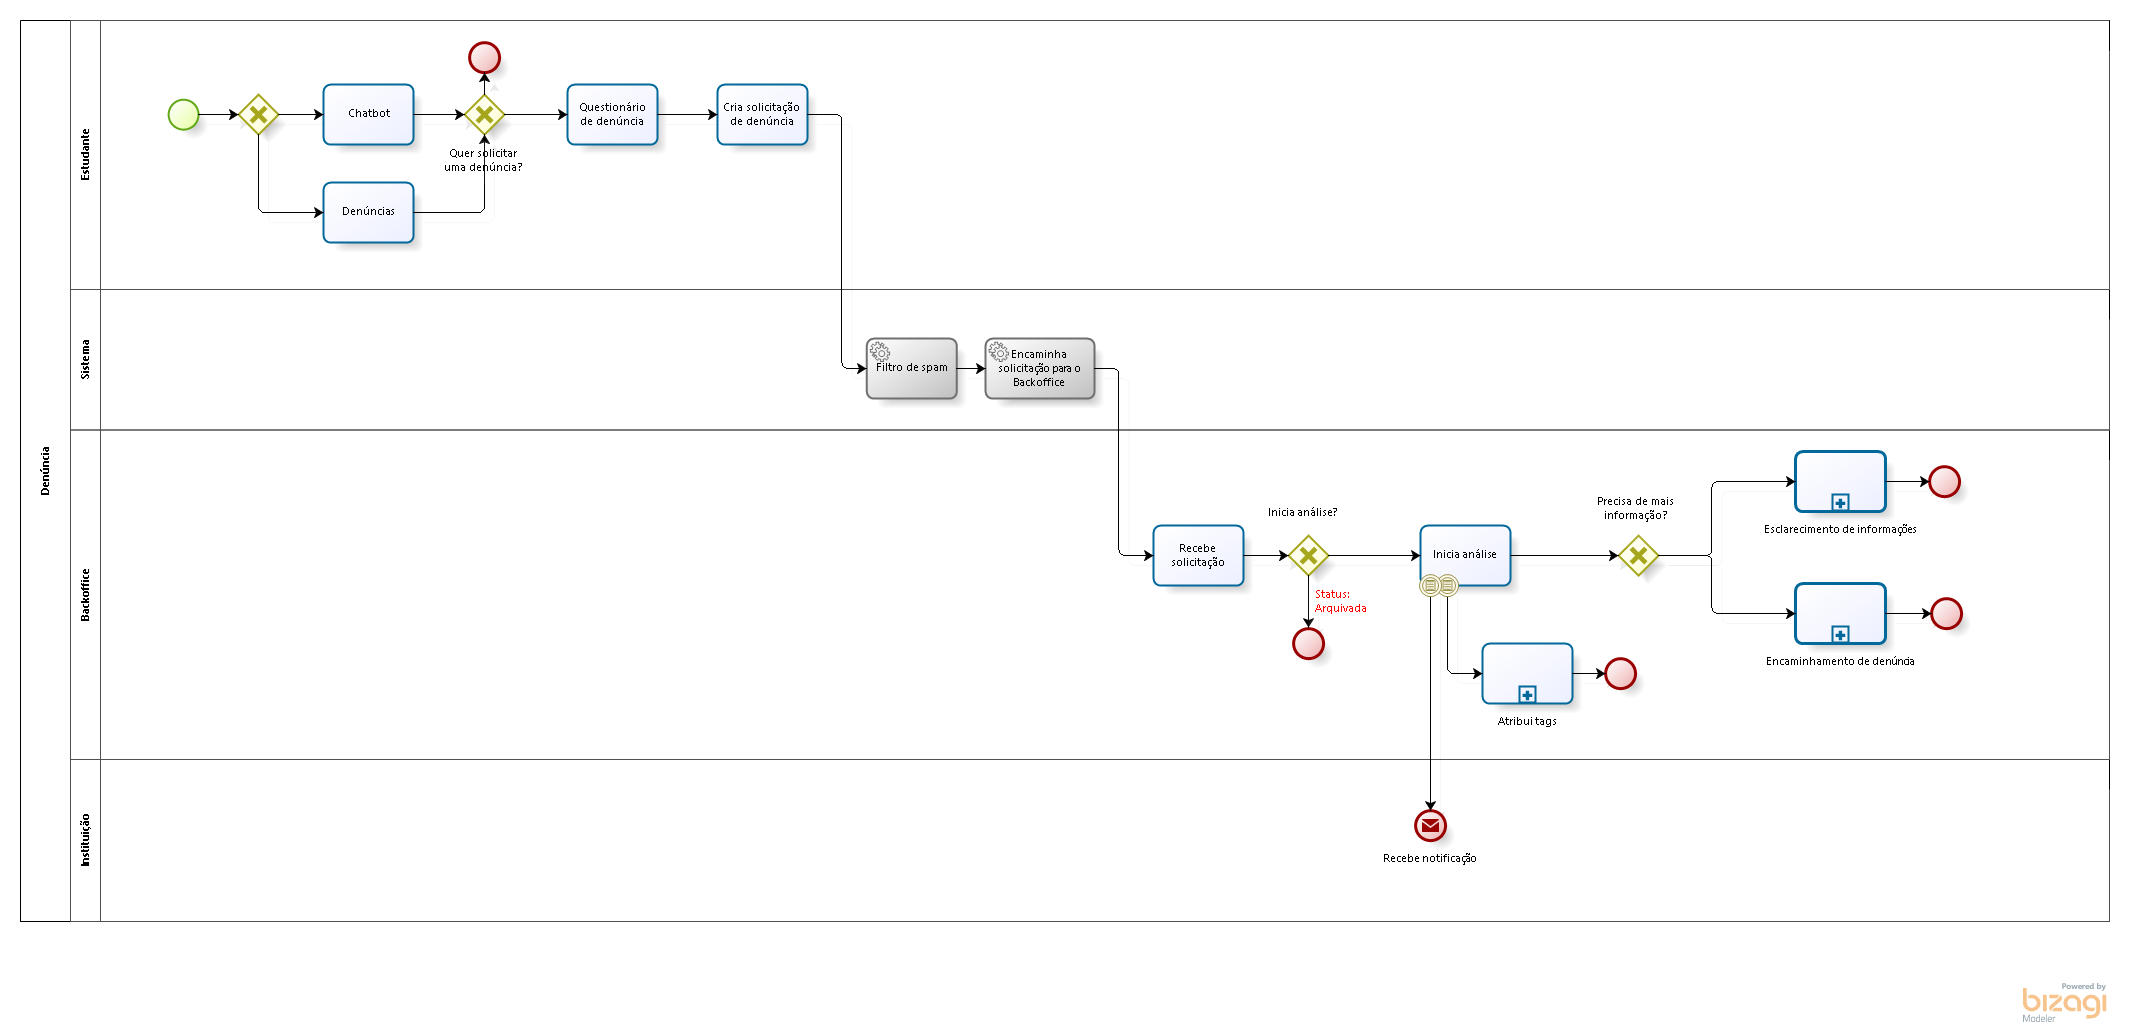 Denúncia
Estudante
Chatbot
Quer solicitar
uma denúncia?
Denúncias
Questionário
de denúncia
Cria solicitação
de denúncia
Sistema
Filtro de spam
Encaminha
solicitação para o
Backoffice
Backoffice
Recebe
solicitação
Inicia análise?
Status:
Arquivada
Inicia análise
Atribui tags
Precisa de mais
informação?
Esclarecimento de informações
Encaminhamento de denúncia
Instituição
Recebe notificação
Powered by
bizagi
Modeler